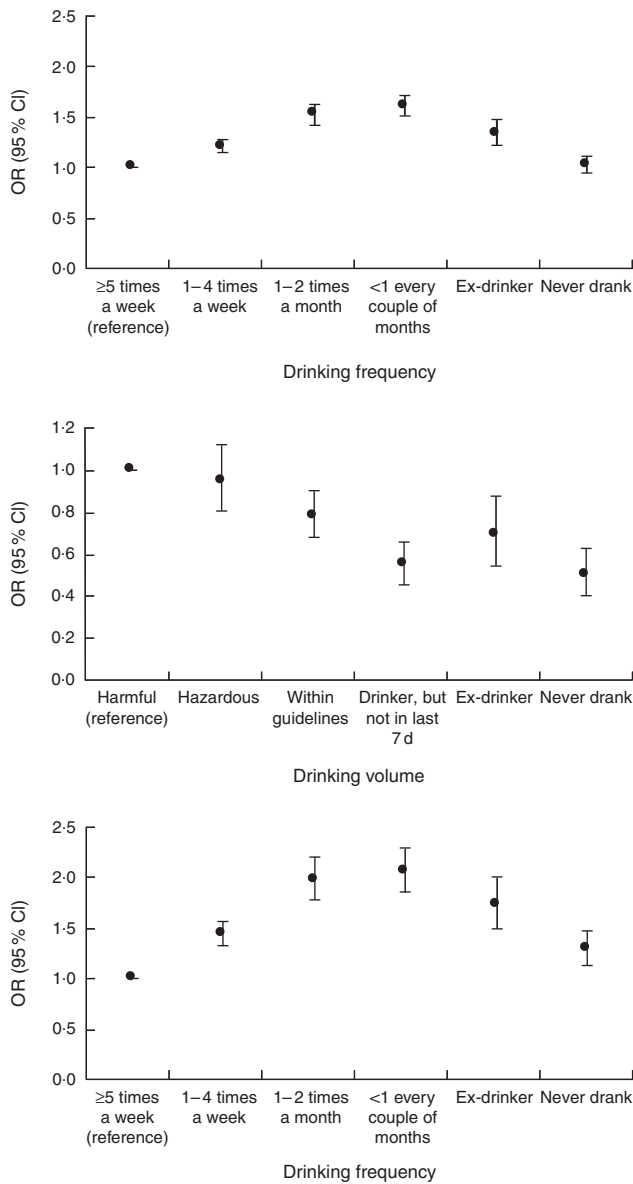 2·5
2·0
1·5
1·0
0·5
0·0
OR (95 % CI)
≥5 times a week (reference)
1–4 times a week
1–2 times a month
<1 every couple of months
Ex-drinker
Never drank
Drinking frequency
1·2
1·0
0·8
0·6
0·4
0·2
0·0
OR (95 % CI)
Harmful (reference)
Hazardous
Within guidelines
Drinker, but not in last 7 d
Ex-drinker
Never drank
Drinking volume
2·5
2·0
1·5
1·0
0·5
0·0
OR (95 % CI)
≥5 times a week (reference)
1–4 times a week
1–2 times a month
<1 every couple of months
Ex-drinker
Never drank
Drinking frequency